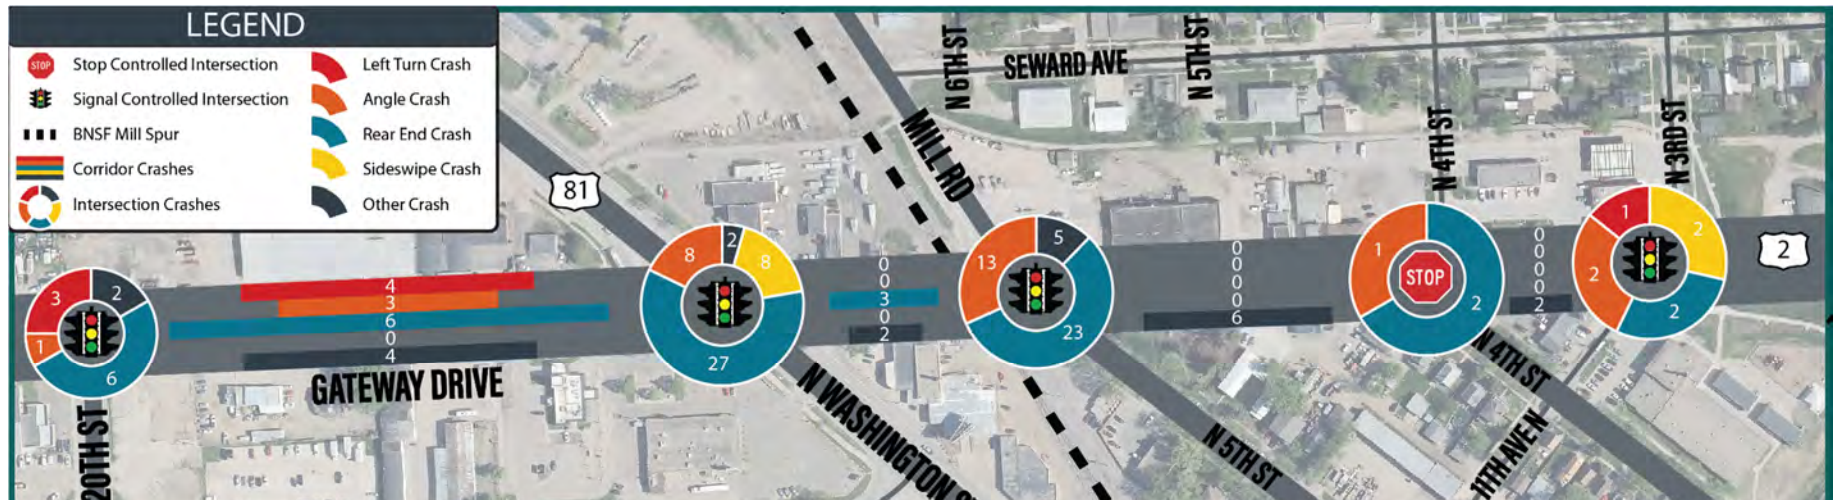 LEGEND
STOP Stop Controlled Intersection
Signal Controlled Intersection
BNSF Mill Spur
Corridor Crashes
Intersection Crashes
Left Turn Crash
Angle Crash
Rear End Crash
Sideswipe Crash
Other Crash
81
N 6TH ST
SEWARD AVE
N 5TH ST
MILL RD
N 4TH ST
N 3RD ST
2
3
2
1
6
4
3
6
0
4
8
2
8
27
0
0
3
0
2
13
5
23
0
0
0
0
6
1
STOP
2
0
0
0
0
2
1
2
2
2
GATEWAY DRIVE
20TH ST
N WASHINGTON S
N 5TH ST
N 4TH ST
11TH AVE N